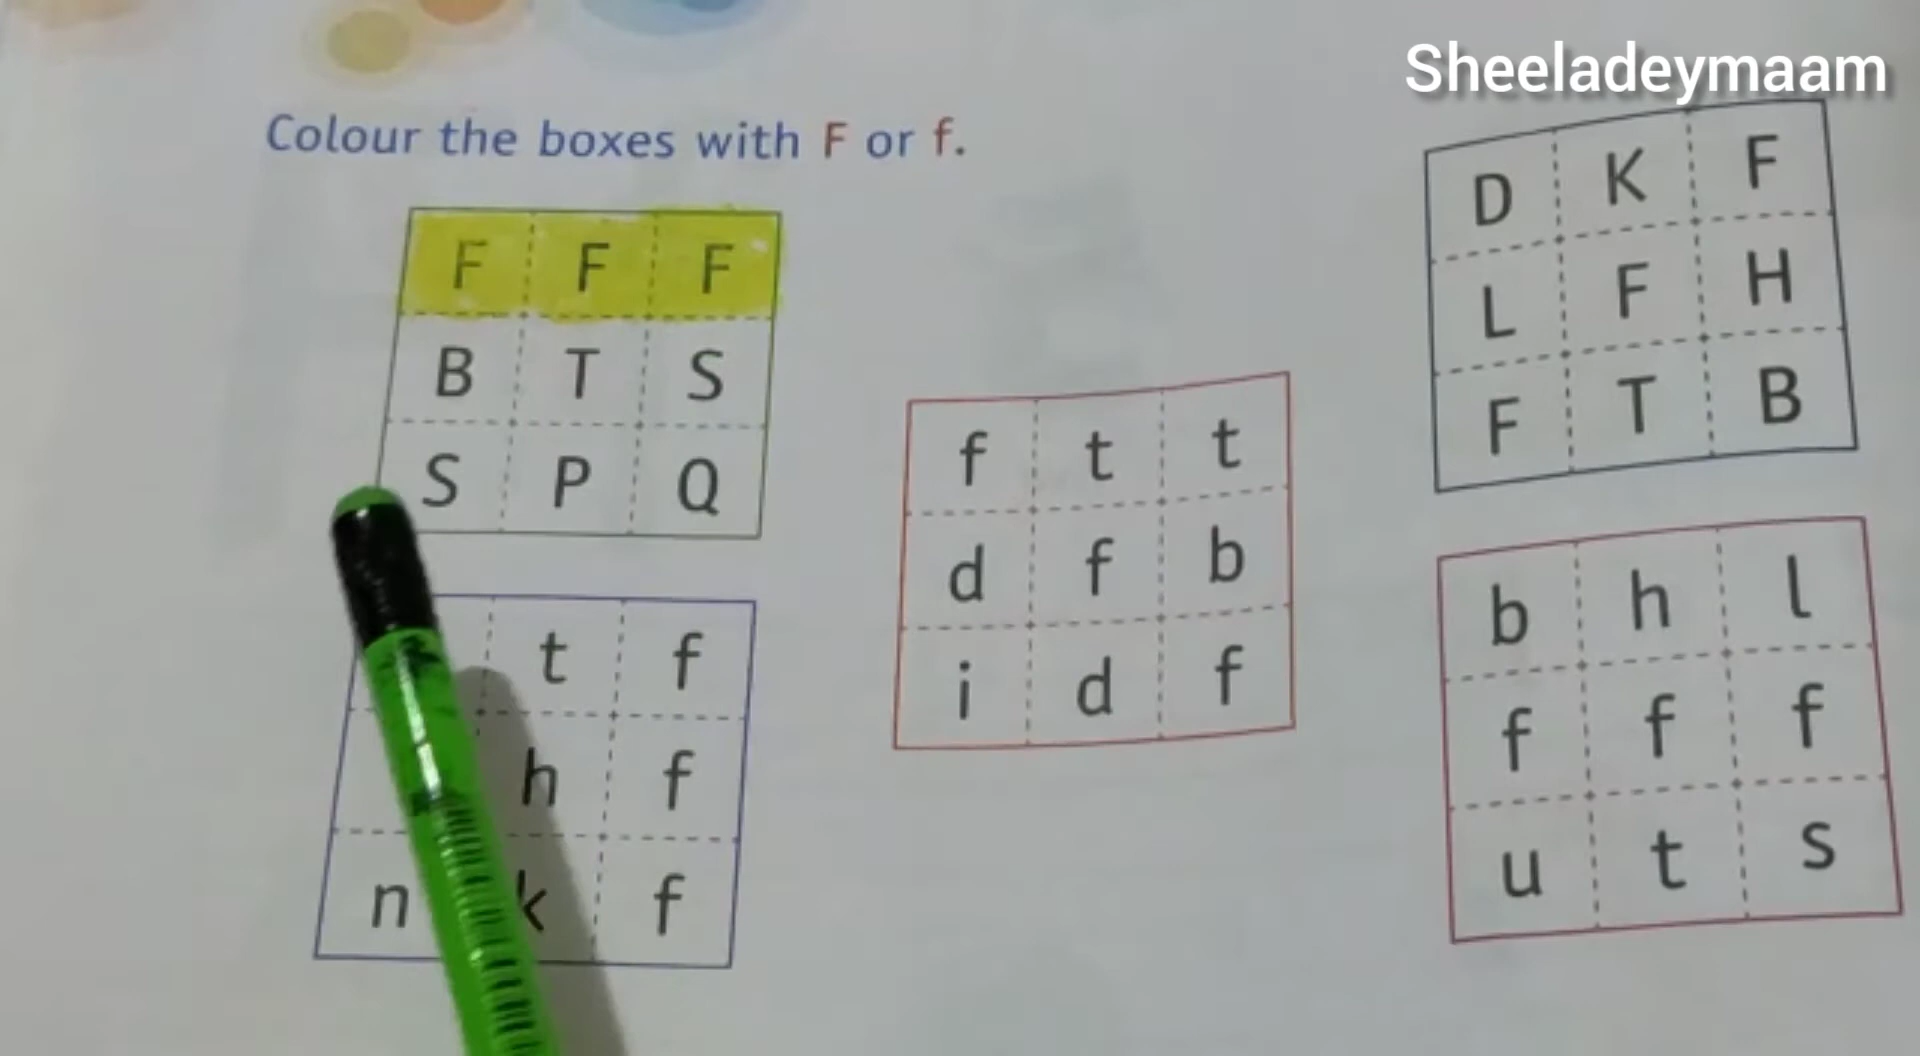 Sheeladeymaam
Colour the boxes with F or f.
F F F
B T S
S P Q
t f
h f
n k f
f t t
d f b
i d f
D K F
L F H
F T B
b h l
f f f
u t s